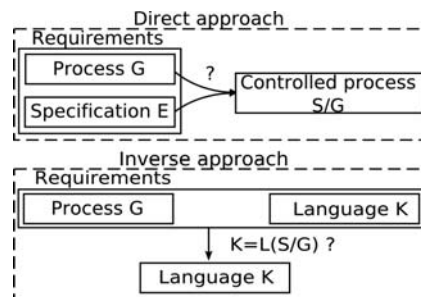 Direct approach
Requirements
Process G
?
Controlled process
S/G
Specification E
Inverse approach
Requirements
Process G
Language K
K=L(S/G) ?
Language K